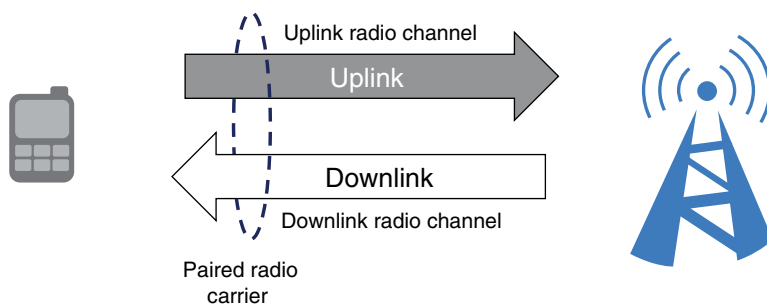 Uplink radio channel
Uplink
Downlink
Downlink radio channel
Paired radio
carrier